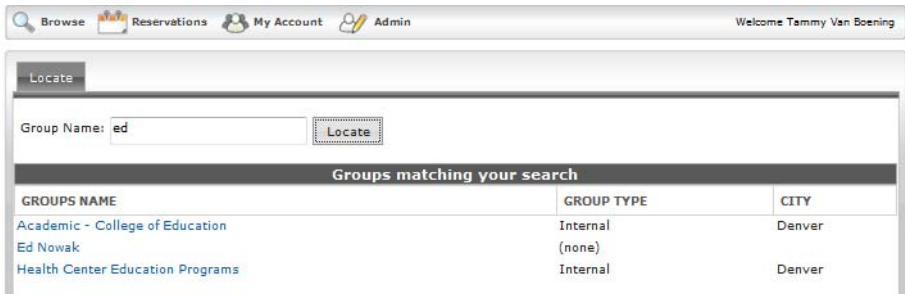 Browse Reservations My Account Admin Welcome Tammy Van Boening
Locate
Group Name: ed Locate
Groups matching your search
GROUPS NAME GROUP TYPE CITY
Academic - College of Education Internal Denver
Ed Nowak (none)
Health Center Education Programs Internal Denver